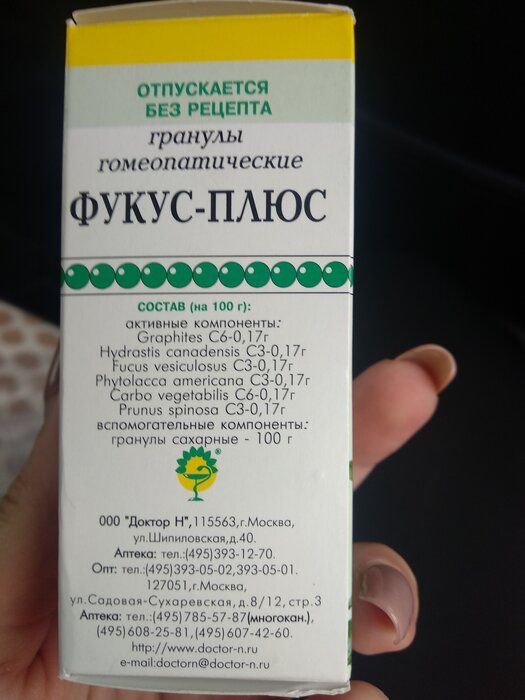 ОТПУСКАЕТСЯ
БЕЗ РЕЦЕПТА
гранулы
гомеопатические
ФУКУС-ПЛЮС
СОСТАВ (на 100 г):
активные компоненты:
Graphites C6-0,17г
Hydrastis canadensis C3-0,17г
Fucus vesiculosus C3-0,17г
Phytolacca americana C3-0,17г
Carbo vegetabilis C6-0,17г
Prunus spinosa C3-0,17г
вспомогательные компоненты:
гранулы сахарные - 100 г
®
ООО "Доктор Н",115563,г.Москва,
ул.Шипиловская,д.40.
Аптека: тел.:(495)393-12-70.
Опт: тел.:(495)393-05-02,393-05-01.
127051,г.Москва,
ул.Садовая-Сухаревская,д.8/12, стр.3
Аптека: тел.:(495)785-57-87(многокан.),
(495)608-25-81,(495)607-42-60.
http://www.doctor-n.ru
e-mail:doctorn@doctor-n.ru